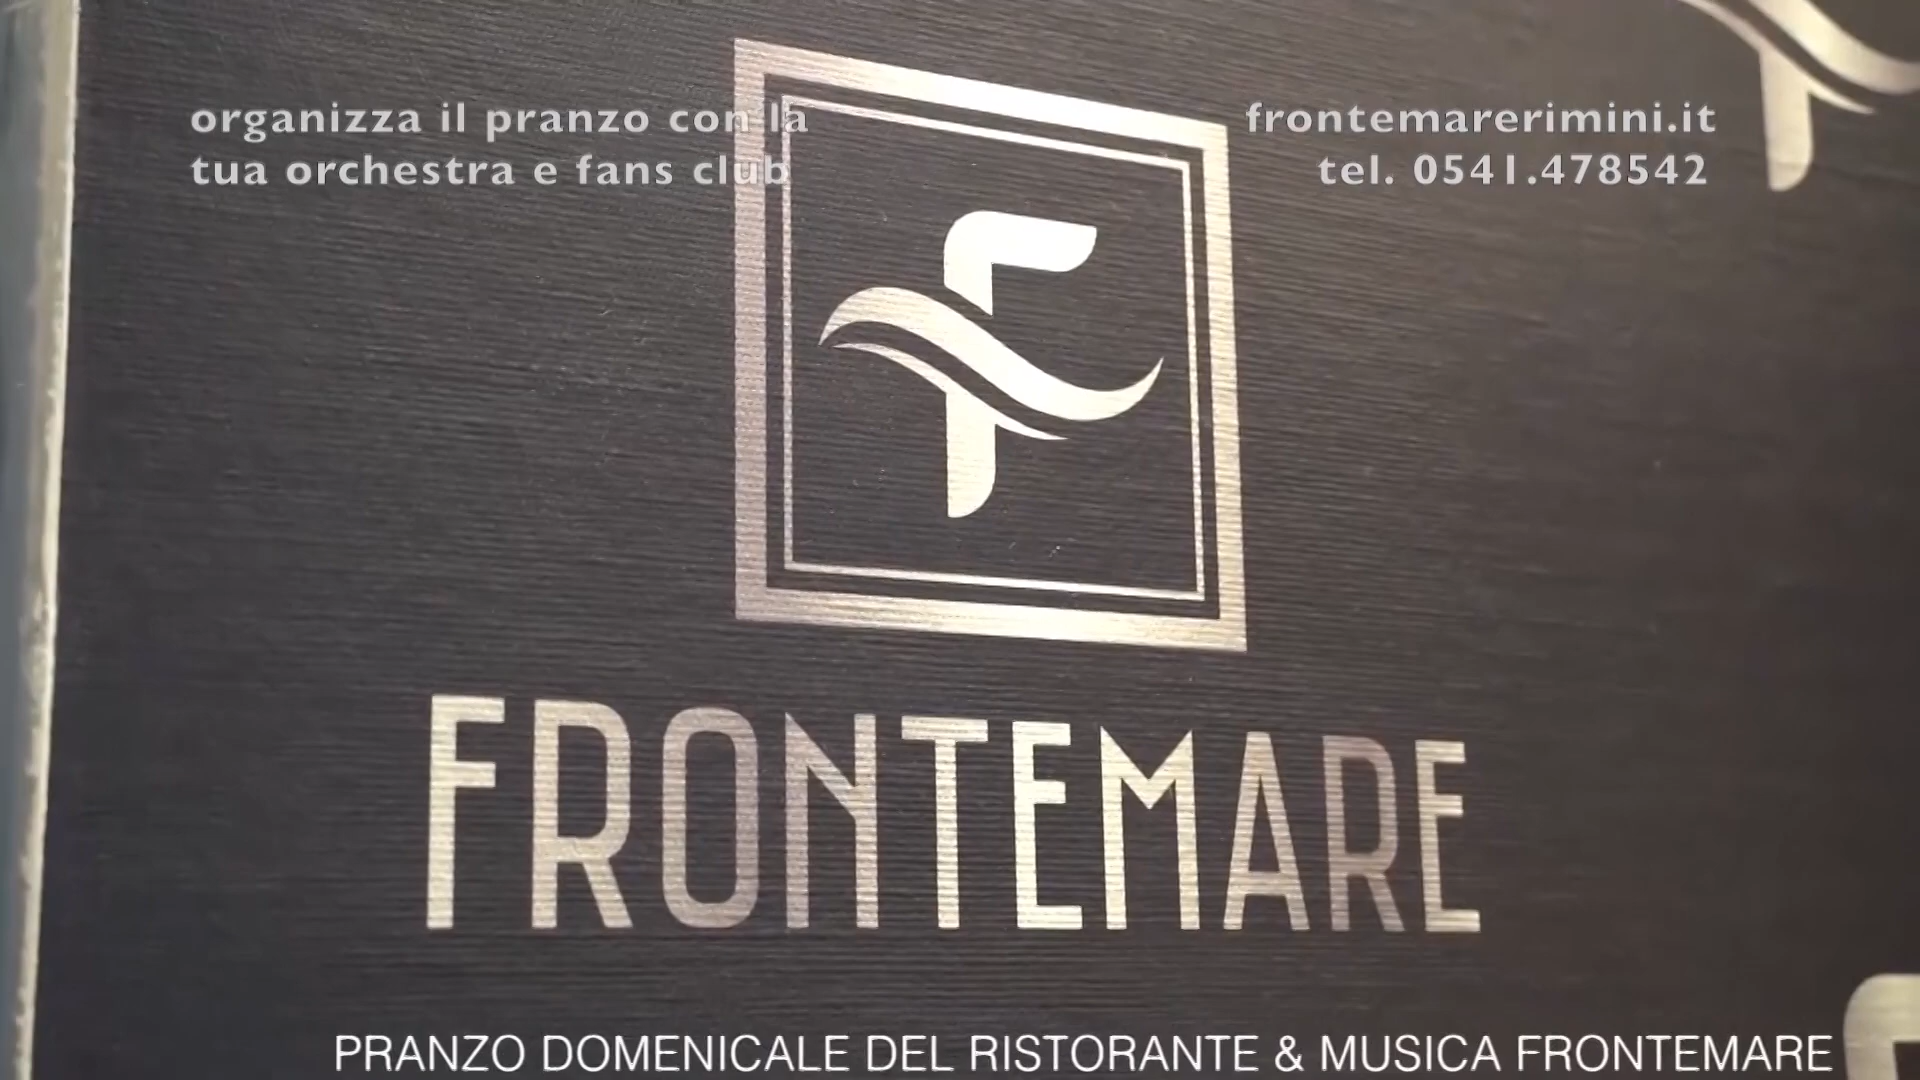 organizza il pranzo con la
tua orchestra e fans club
frontemarerimini.it
tel. 0541.478542
F
FRONTEMARE
PRANZO DOMENICALE DEL RISTORANTE & MUSICA FRONTEMARE